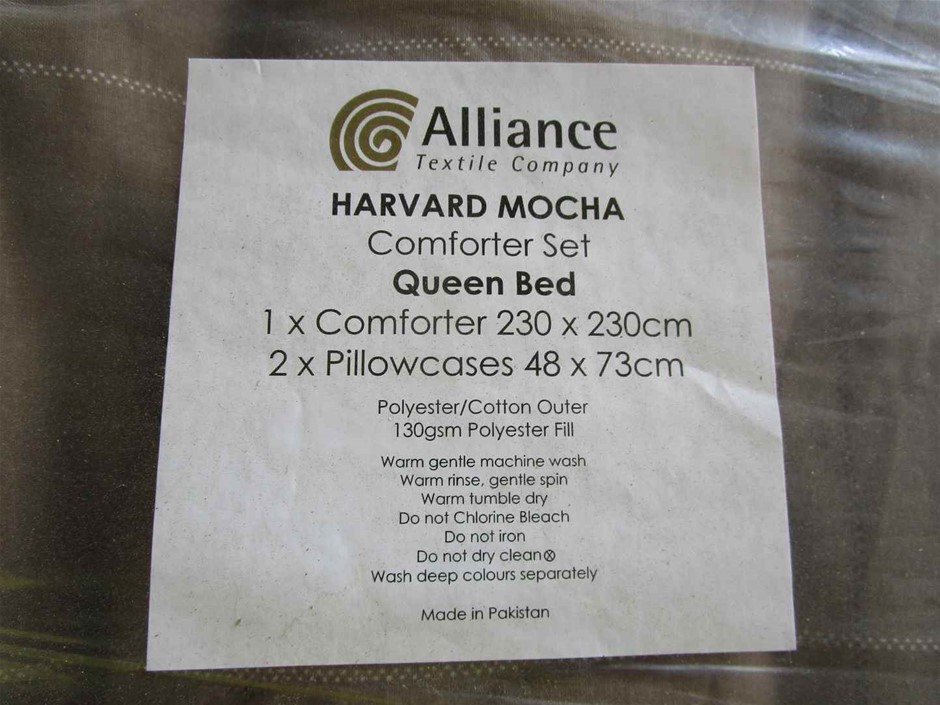 Alliance
Textile Company
HARVARD MOCHA
Comforter Set
Queen Bed
1 x Comforter 230 x 230cm
2 x Pillowcases 48 x 73cm
Polyester/Cotton Outer
130gsm Polyester Fill
Warm gentle machine wash
Warm rinse, gentle spin
Warm tumble dry
Do not Chlorine Bleach
Do not iron
Do not dry clean⊗
Wash deep colours separately
Made in Pakistan